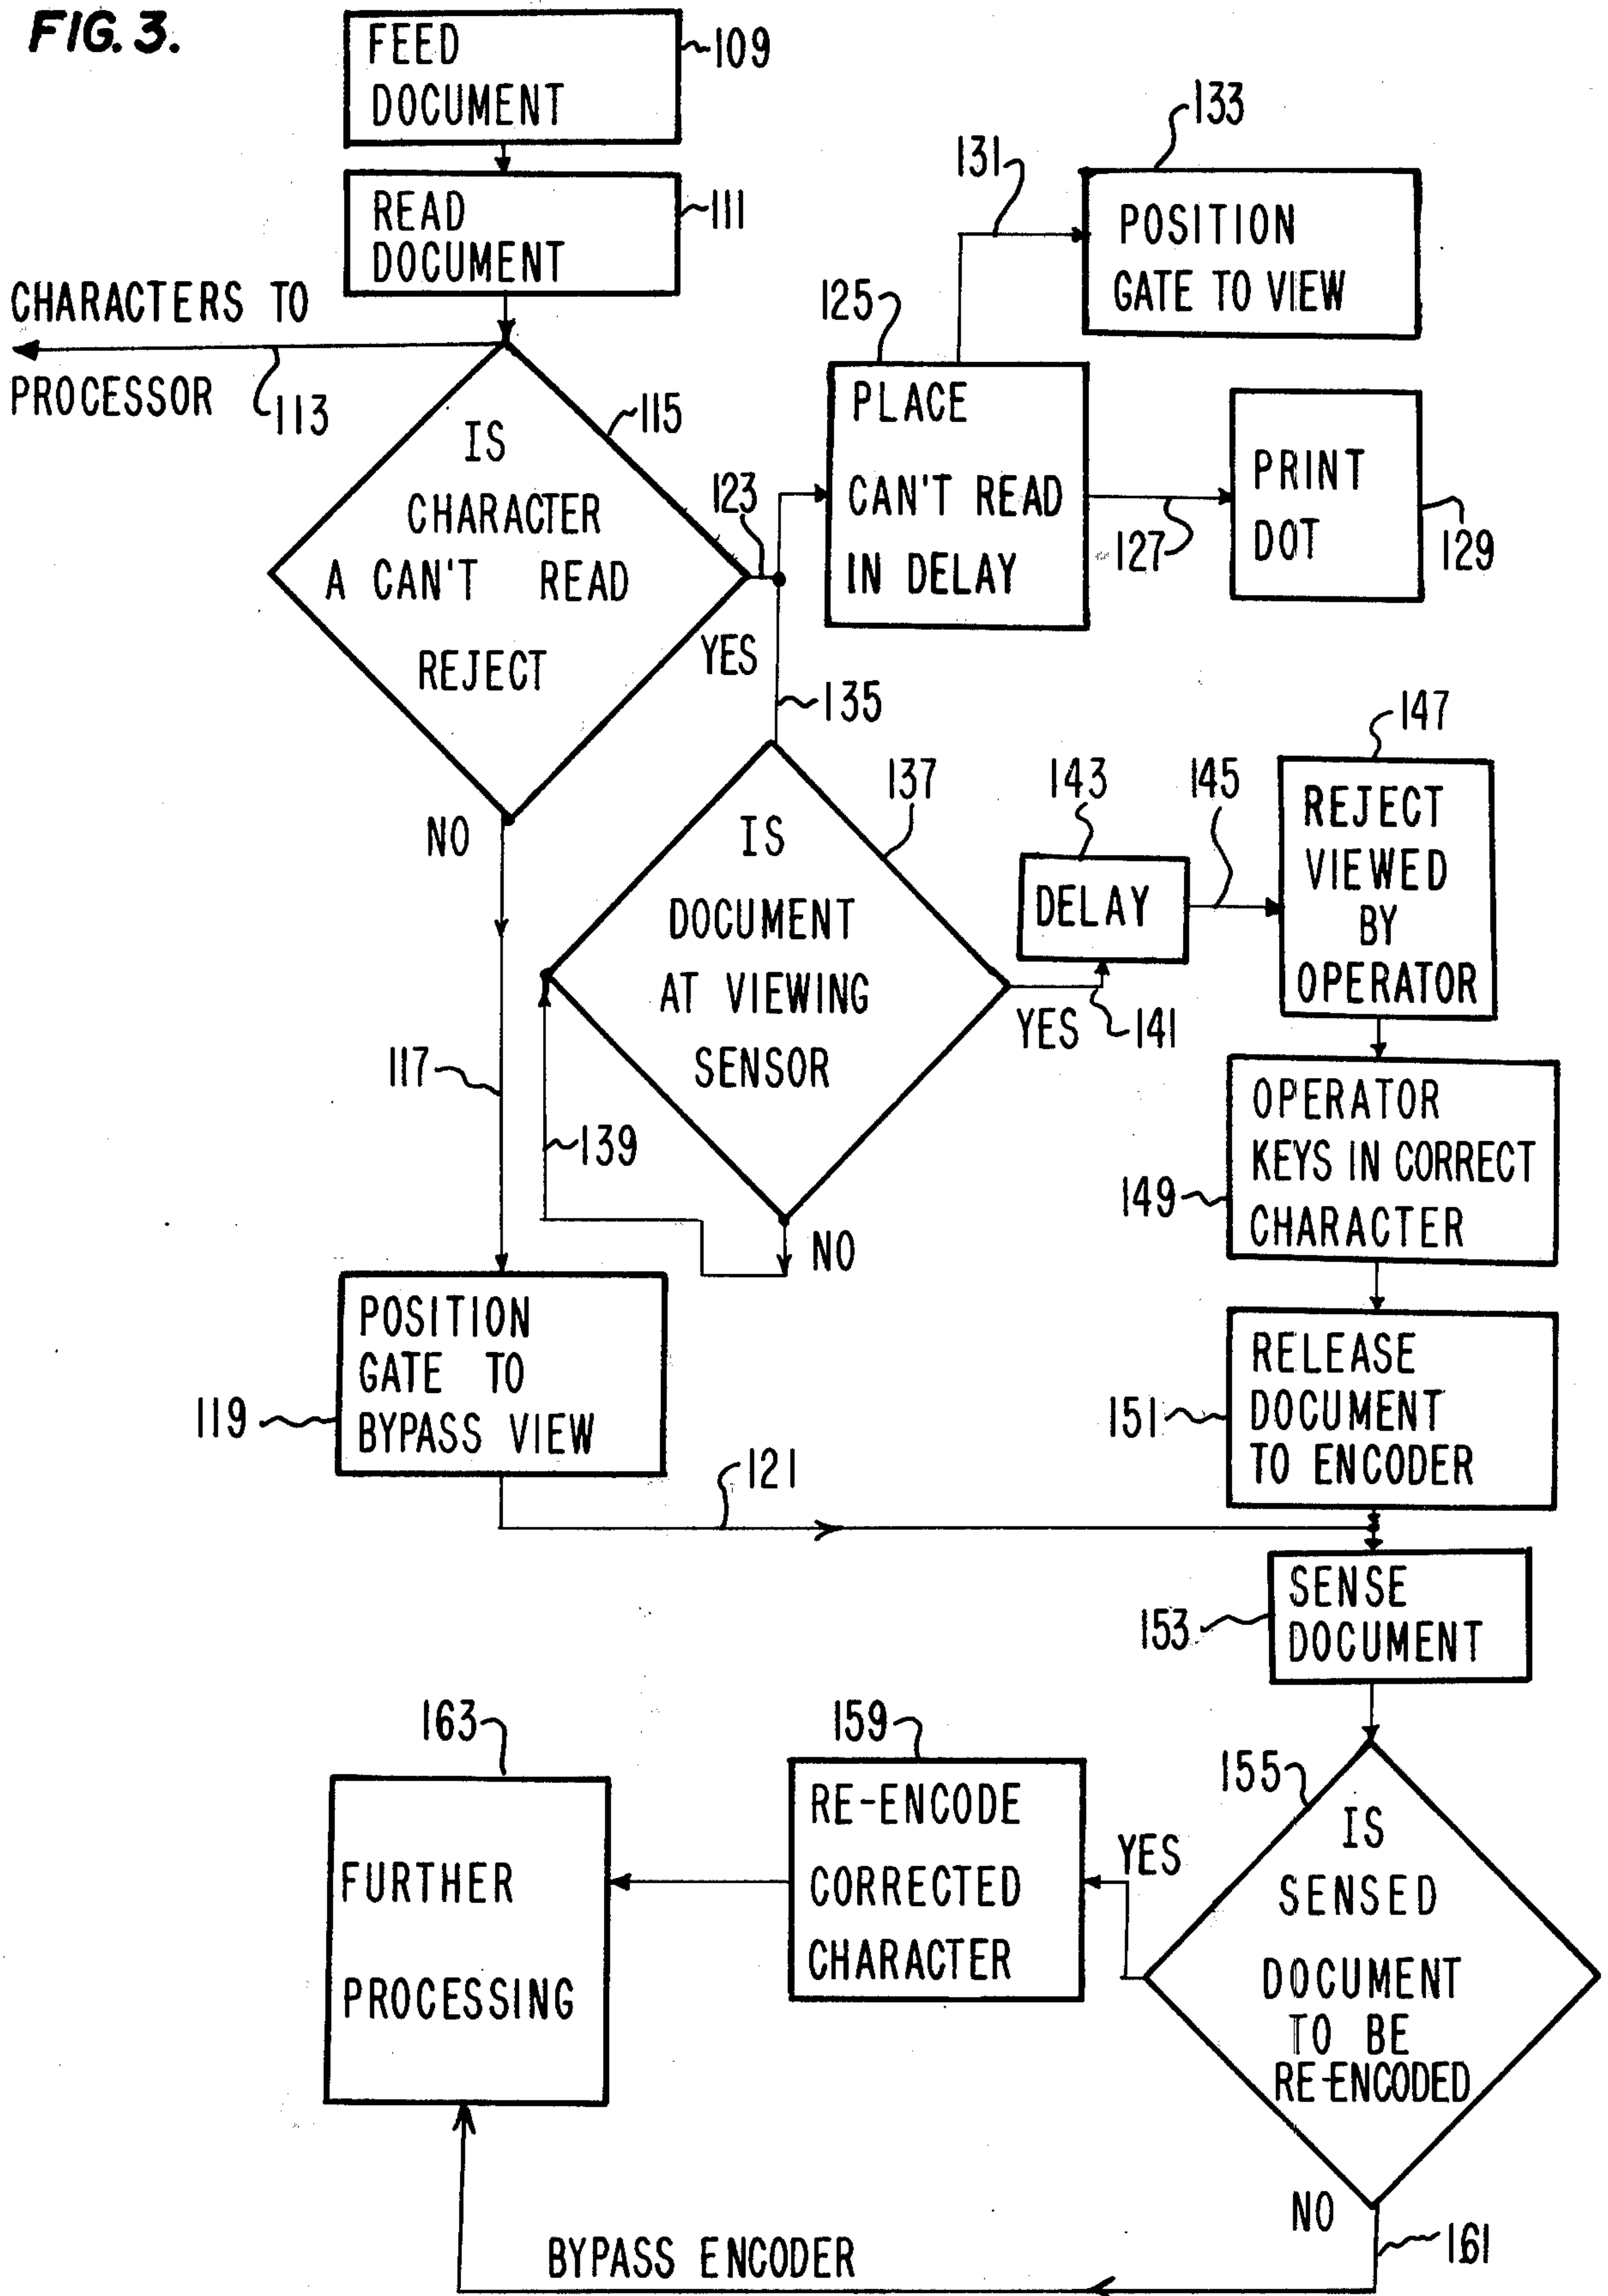 FIG. 3.
FEED
DOCUMENT
109
READ
DOCUMENT
111
CHARACTERS TO
PROCESSOR
113
IS
CHARACTER
A CAN'T READ
REJECT
115
123
YES
NO
125
PLACE
CAN'T READ
IN DELAY
131
133
POSITION
GATE TO VIEW
127
PRINT
DOT
129
135
137
IS
DOCUMENT
AT VIEWING
SENSOR
139
NO
YES
141
143
DELAY
145
147
REJECT
VIEWED
BY
OPERATOR
149
OPERATOR
KEYS IN CORRECT
CHARACTER
151
RELEASE
DOCUMENT
TO ENCODER
117
119
POSITION
GATE TO
BYPASS VIEW
121
153
SENSE
DOCUMENT
155
IS
SENSED
DOCUMENT
TO BE
RE-ENCODED
YES
159
RE-ENCODE
CORRECTED
CHARACTER
163
FURTHER
PROCESSING
NO
161
BYPASS ENCODER